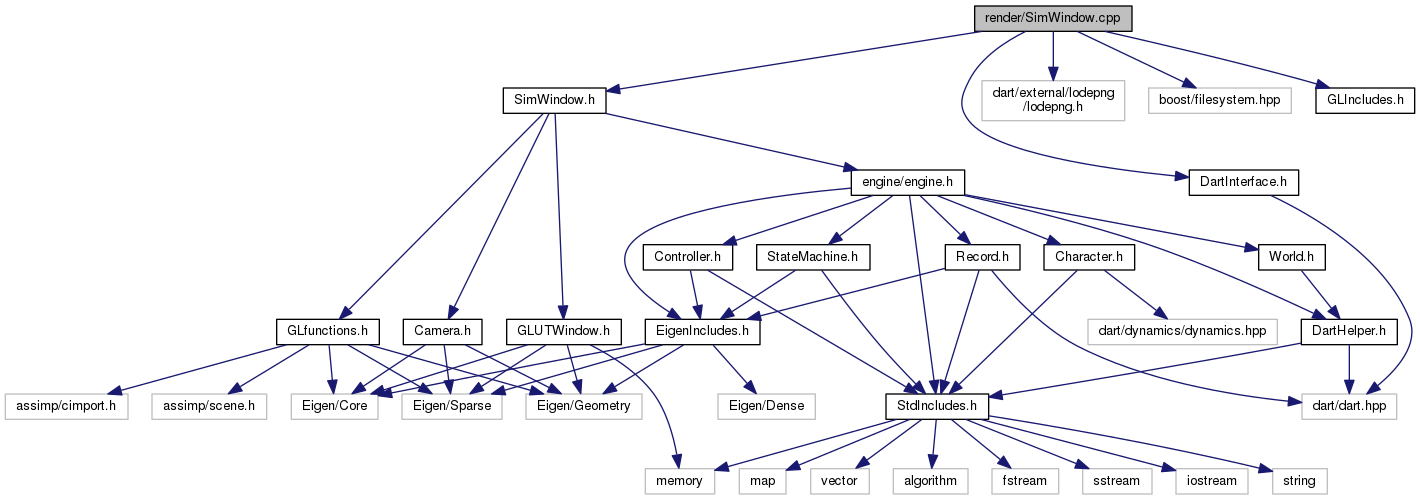 render/SimWindow.cpp
SimWindow.h
dart/external/lodepng
/lodepng.h
boost/filesystem.hpp
GLIncludes.h
engine/engine.h
DartInterface.h
Controller.h
StateMachine.h
Record.h
Character.h
World.h
GLfunctions.h
Camera.h
GLUTWindow.h
EigenIncludes.h
dart/dynamics/dynamics.hpp
DartHelper.h
assimp/cimport.h
assimp/scene.h
Eigen/Core
Eigen/Sparse
Eigen/Geometry
Eigen/Dense
StdIncludes.h
dart/dart.hpp
memory
map
vector
algorithm
fstream
sstream
iostream
string